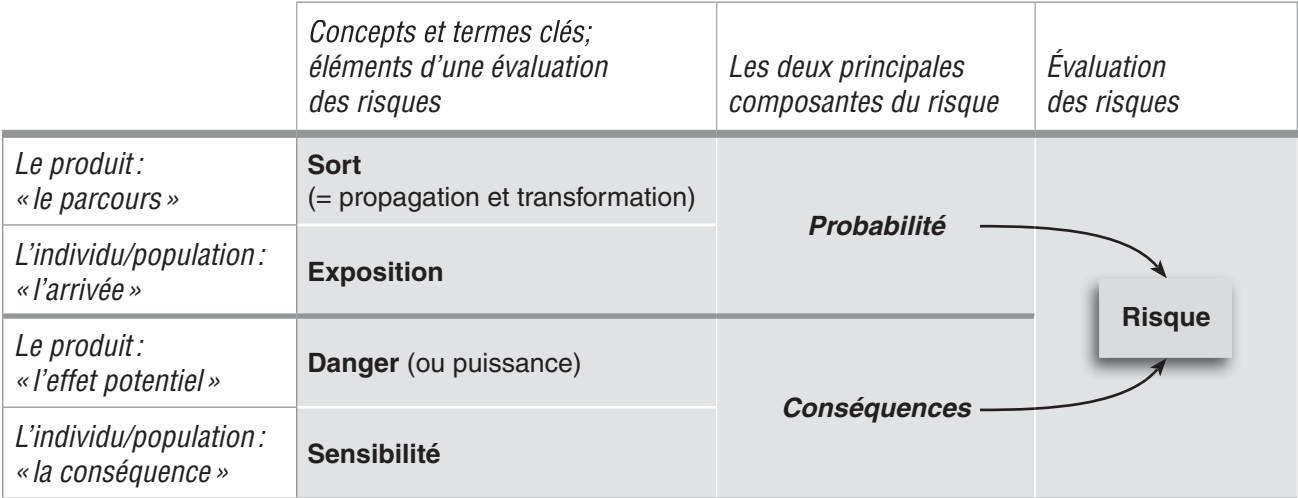 Concepts et termes clés;
éléments d'une évaluation
des risques
Les deux principales
composantes du risque
Évaluation
des risques
Le produit :
« le parcours »
Sort
(= propagation et transformation)
L'individu/population :
« l'arrivée »
Exposition
Probabilité
Risque
Le produit :
« l'effet potentiel »
Danger (ou puissance)
L'individu/population :
« la conséquence »
Sensibilité
Conséquences